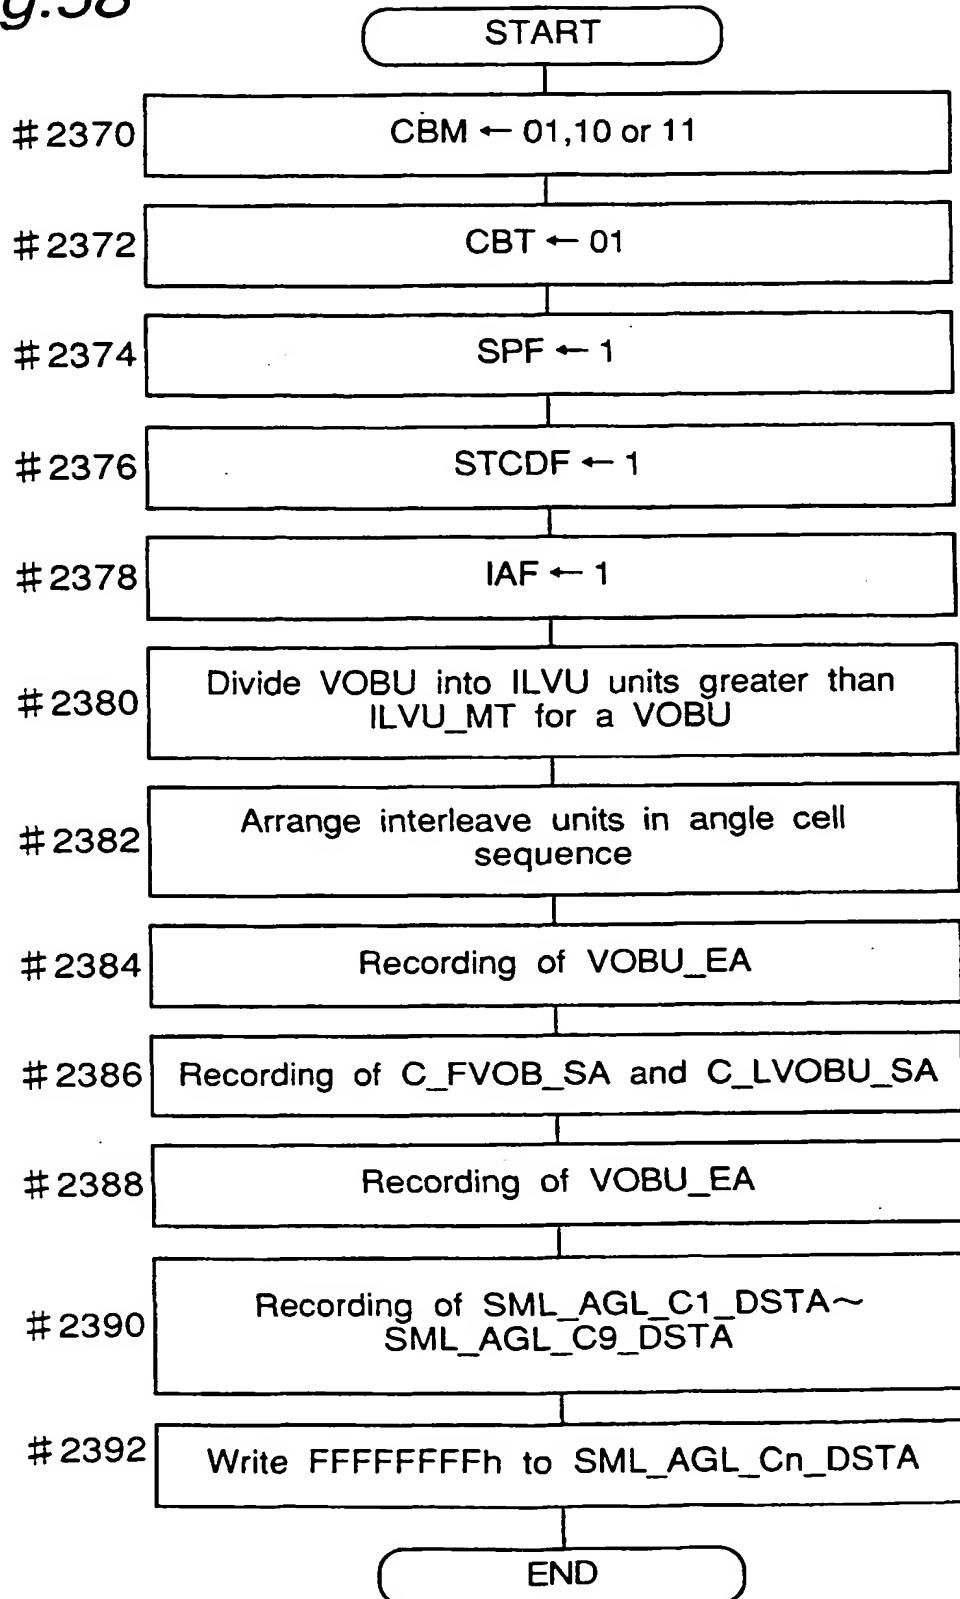 g.58
START
#2370
CBM ← 01,10 or 11
#2372
CBT ← 01
#2374
SPF ← 1
#2376
STCDF ← 1
#2378
IAF ← 1
#2380
Divide VOBU into ILVU units greater than
ILVU_MT for a VOBU
#2382
Arrange interleave units in angle cell
sequence
#2384
Recording of VOBU_EA
#2386
Recording of C_FVOB_SA and C_LVOBU_SA
#2388
Recording of VOBU_EA
#2390
Recording of SML_AGL_C1_DSTA~
SML_AGL_C9_DSTA
#2392
Write FFFFFFFFh to SML_AGL_Cn_DSTA
END